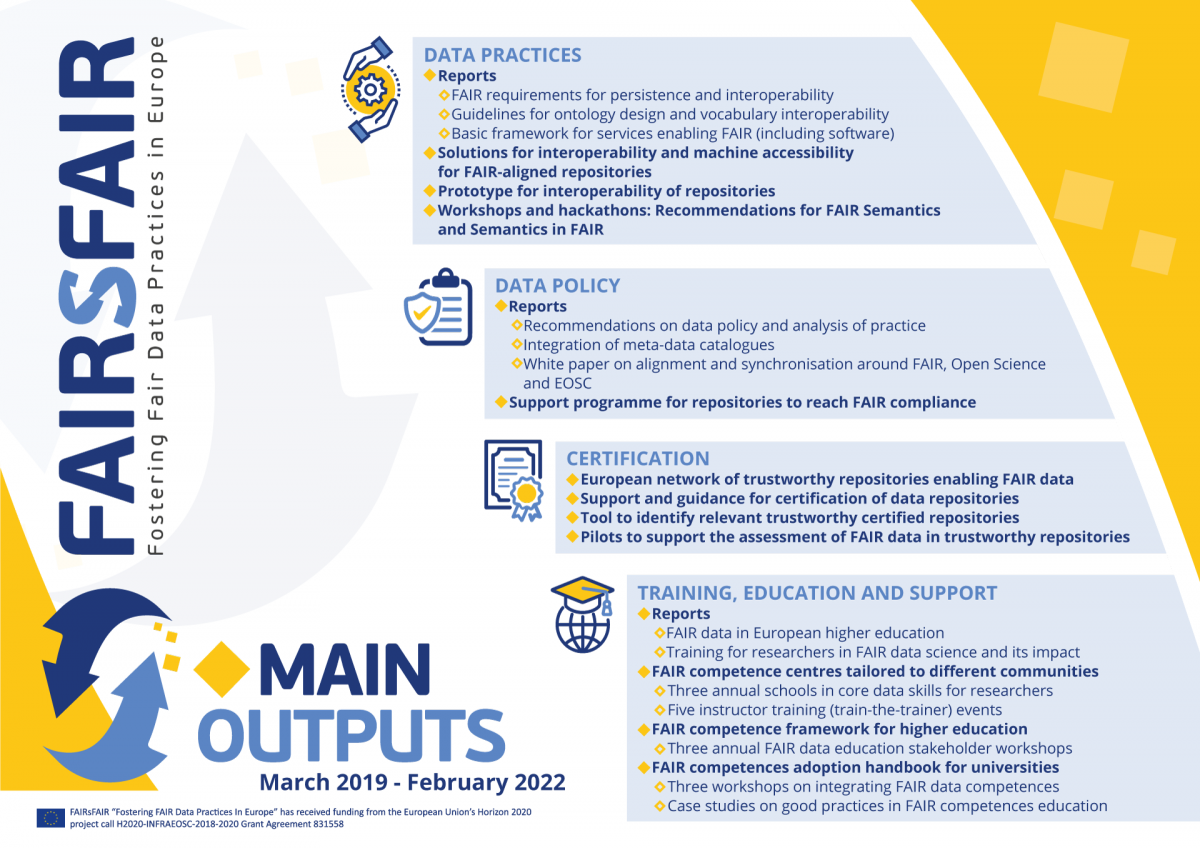 FAIRsFAIR
Fostering Fair Data Practices in Europe
DATA PRACTICES
Reports
FAIR requirements for persistence and interoperability
Guidelines for ontology design and vocabulary interoperability
Basic framework for services enabling FAIR (including software)
Solutions for interoperability and machine accessibility
for FAIR-aligned repositories
Prototype for interoperability of repositories
Workshops and hackathons: Recommendations for FAIR Semantics
and Semantics in FAIR
DATA POLICY
Reports
Recommendations on data policy and analysis of practice
Integration of meta-data catalogues
White paper on alignment and synchronisation around FAIR, Open Science
and EOSC
Support programme for repositories to reach FAIR compliance
CERTIFICATION
European network of trustworthy repositories enabling FAIR data
Support and guidance for certification of data repositories
Tool to identify relevant trustworthy certified repositories
Pilots to support the assessment of FAIR data in trustworthy repositories
TRAINING, EDUCATION AND SUPPORT
Reports
FAIR data in European higher education
Training for researchers in FAIR data science and its impact
FAIR competence centres tailored to different communities
Three annual schools in core data skills for researchers
Five instructor training (train-the-trainer) events
FAIR competence framework for higher education
Three annual FAIR data education stakeholder workshops
FAIR competences adoption handbook for universities
Three workshops on integrating FAIR data competences
Case studies on good practices in FAIR competences education
MAIN
OUTPUTS
March 2019 - February 2022
FAIRsFAIR “Fostering FAIR Data Practices In Europe” has received funding from the European Union’s Horizon 2020
project call H2020-INFRAEOSC-2018-2020 Grant Agreement 831558